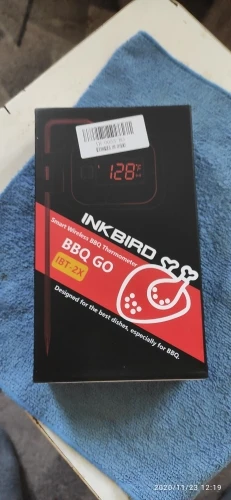 128°F
INKBIRD
Smart Wireless BBQ Thermometer
BBQ GO
IBT-2X
Designed for the best dishes, especially for BBQ.
2020/11/23 12:19